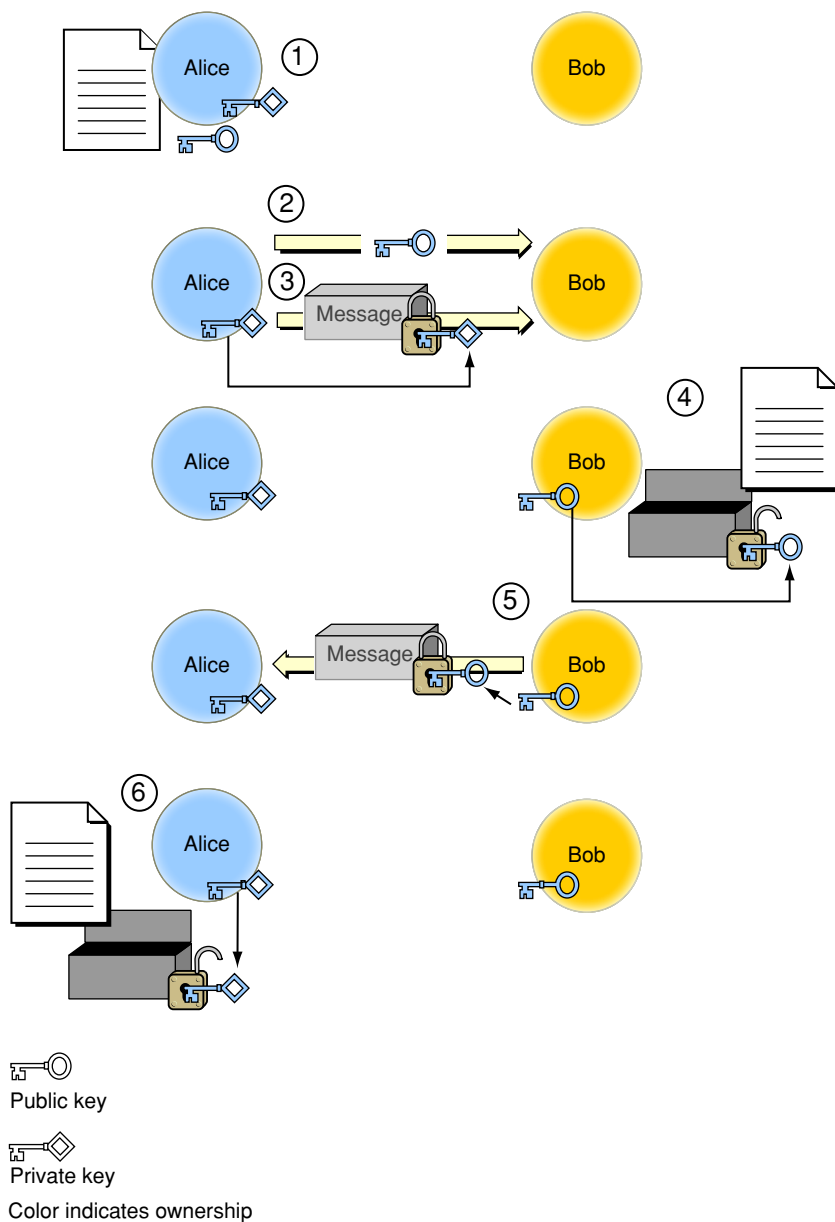 Alice
1
Bob
2
Alice
Bob
3
Message
4
Alice
Bob
5
Alice
Message
Bob
6
Alice
Bob
Public key
Private key
Color indicates ownership